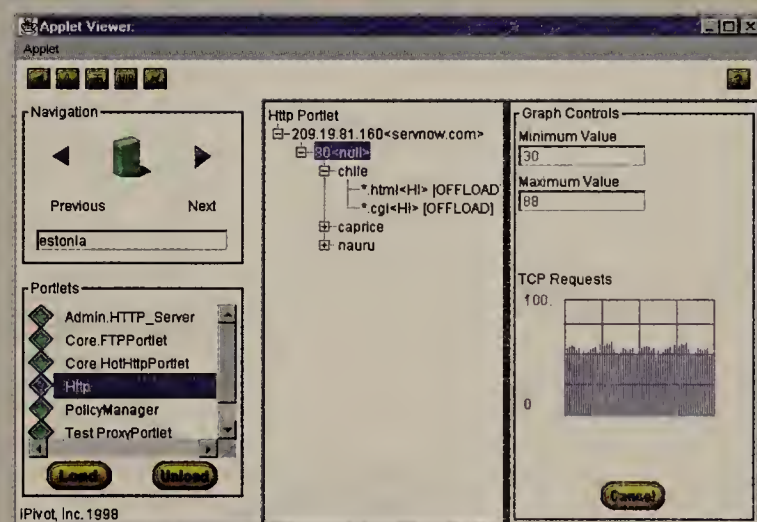 Applet Viewer:
Applet
Navigation
Previous Next
estonia
Portlets
Admin.HTTP_Server
Core.FTPPortlet
Core.HotHttpPortlet
Http
PolicyManager
Test.ProxyPortlet
Load Unload
iPivot, Inc. 1998
Http Portlet
209.19.81.160<servnow.com>
80<null>
chile
*.html<HI> [OFFLOAD]
*.cgi<HI> [OFFLOAD]
caprice
nauru
Graph Controls
Minimum Value
30
Maximum Value
88
TCP Requests
100.
0
Cancel